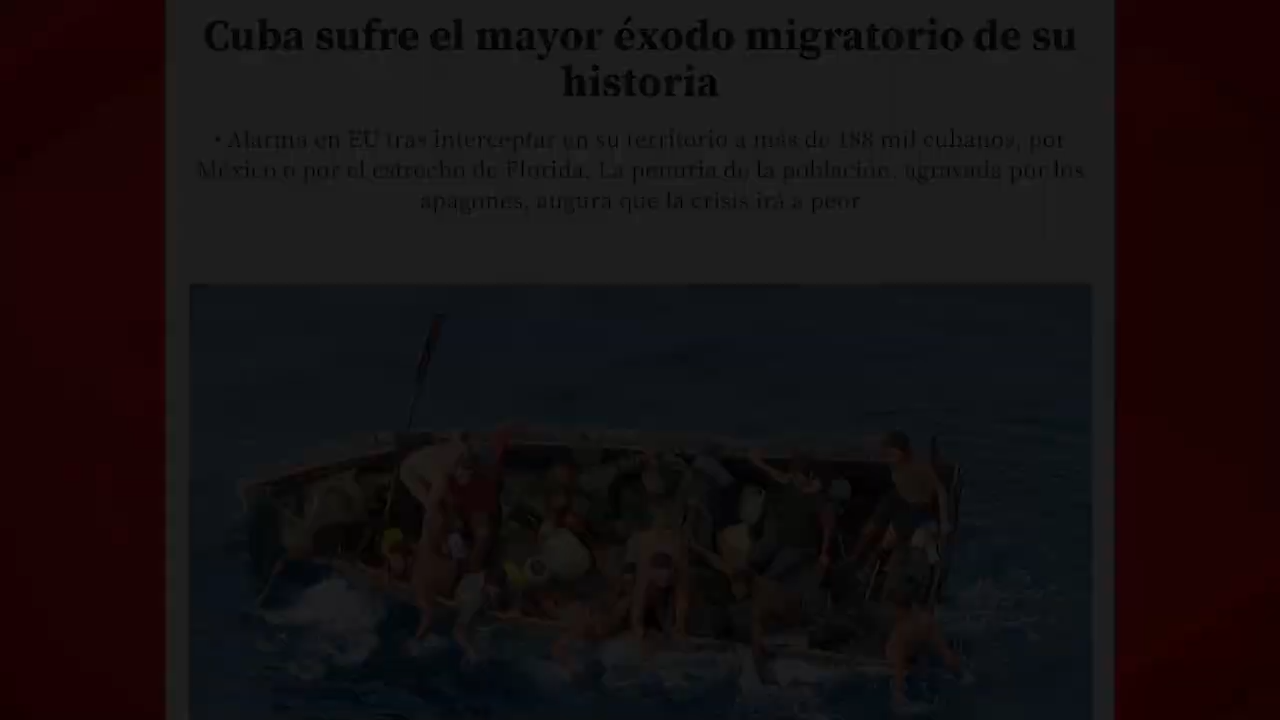 Cuba sufre el mayor éxodo migratorio de su
historia
• Alarma en EU tras interceptar en su territorio a más de 188 mil cubanos, por
México o por el estrecho de Florida. La penuria de la población, agravada por los
apagones, augura que la crisis irá a peor